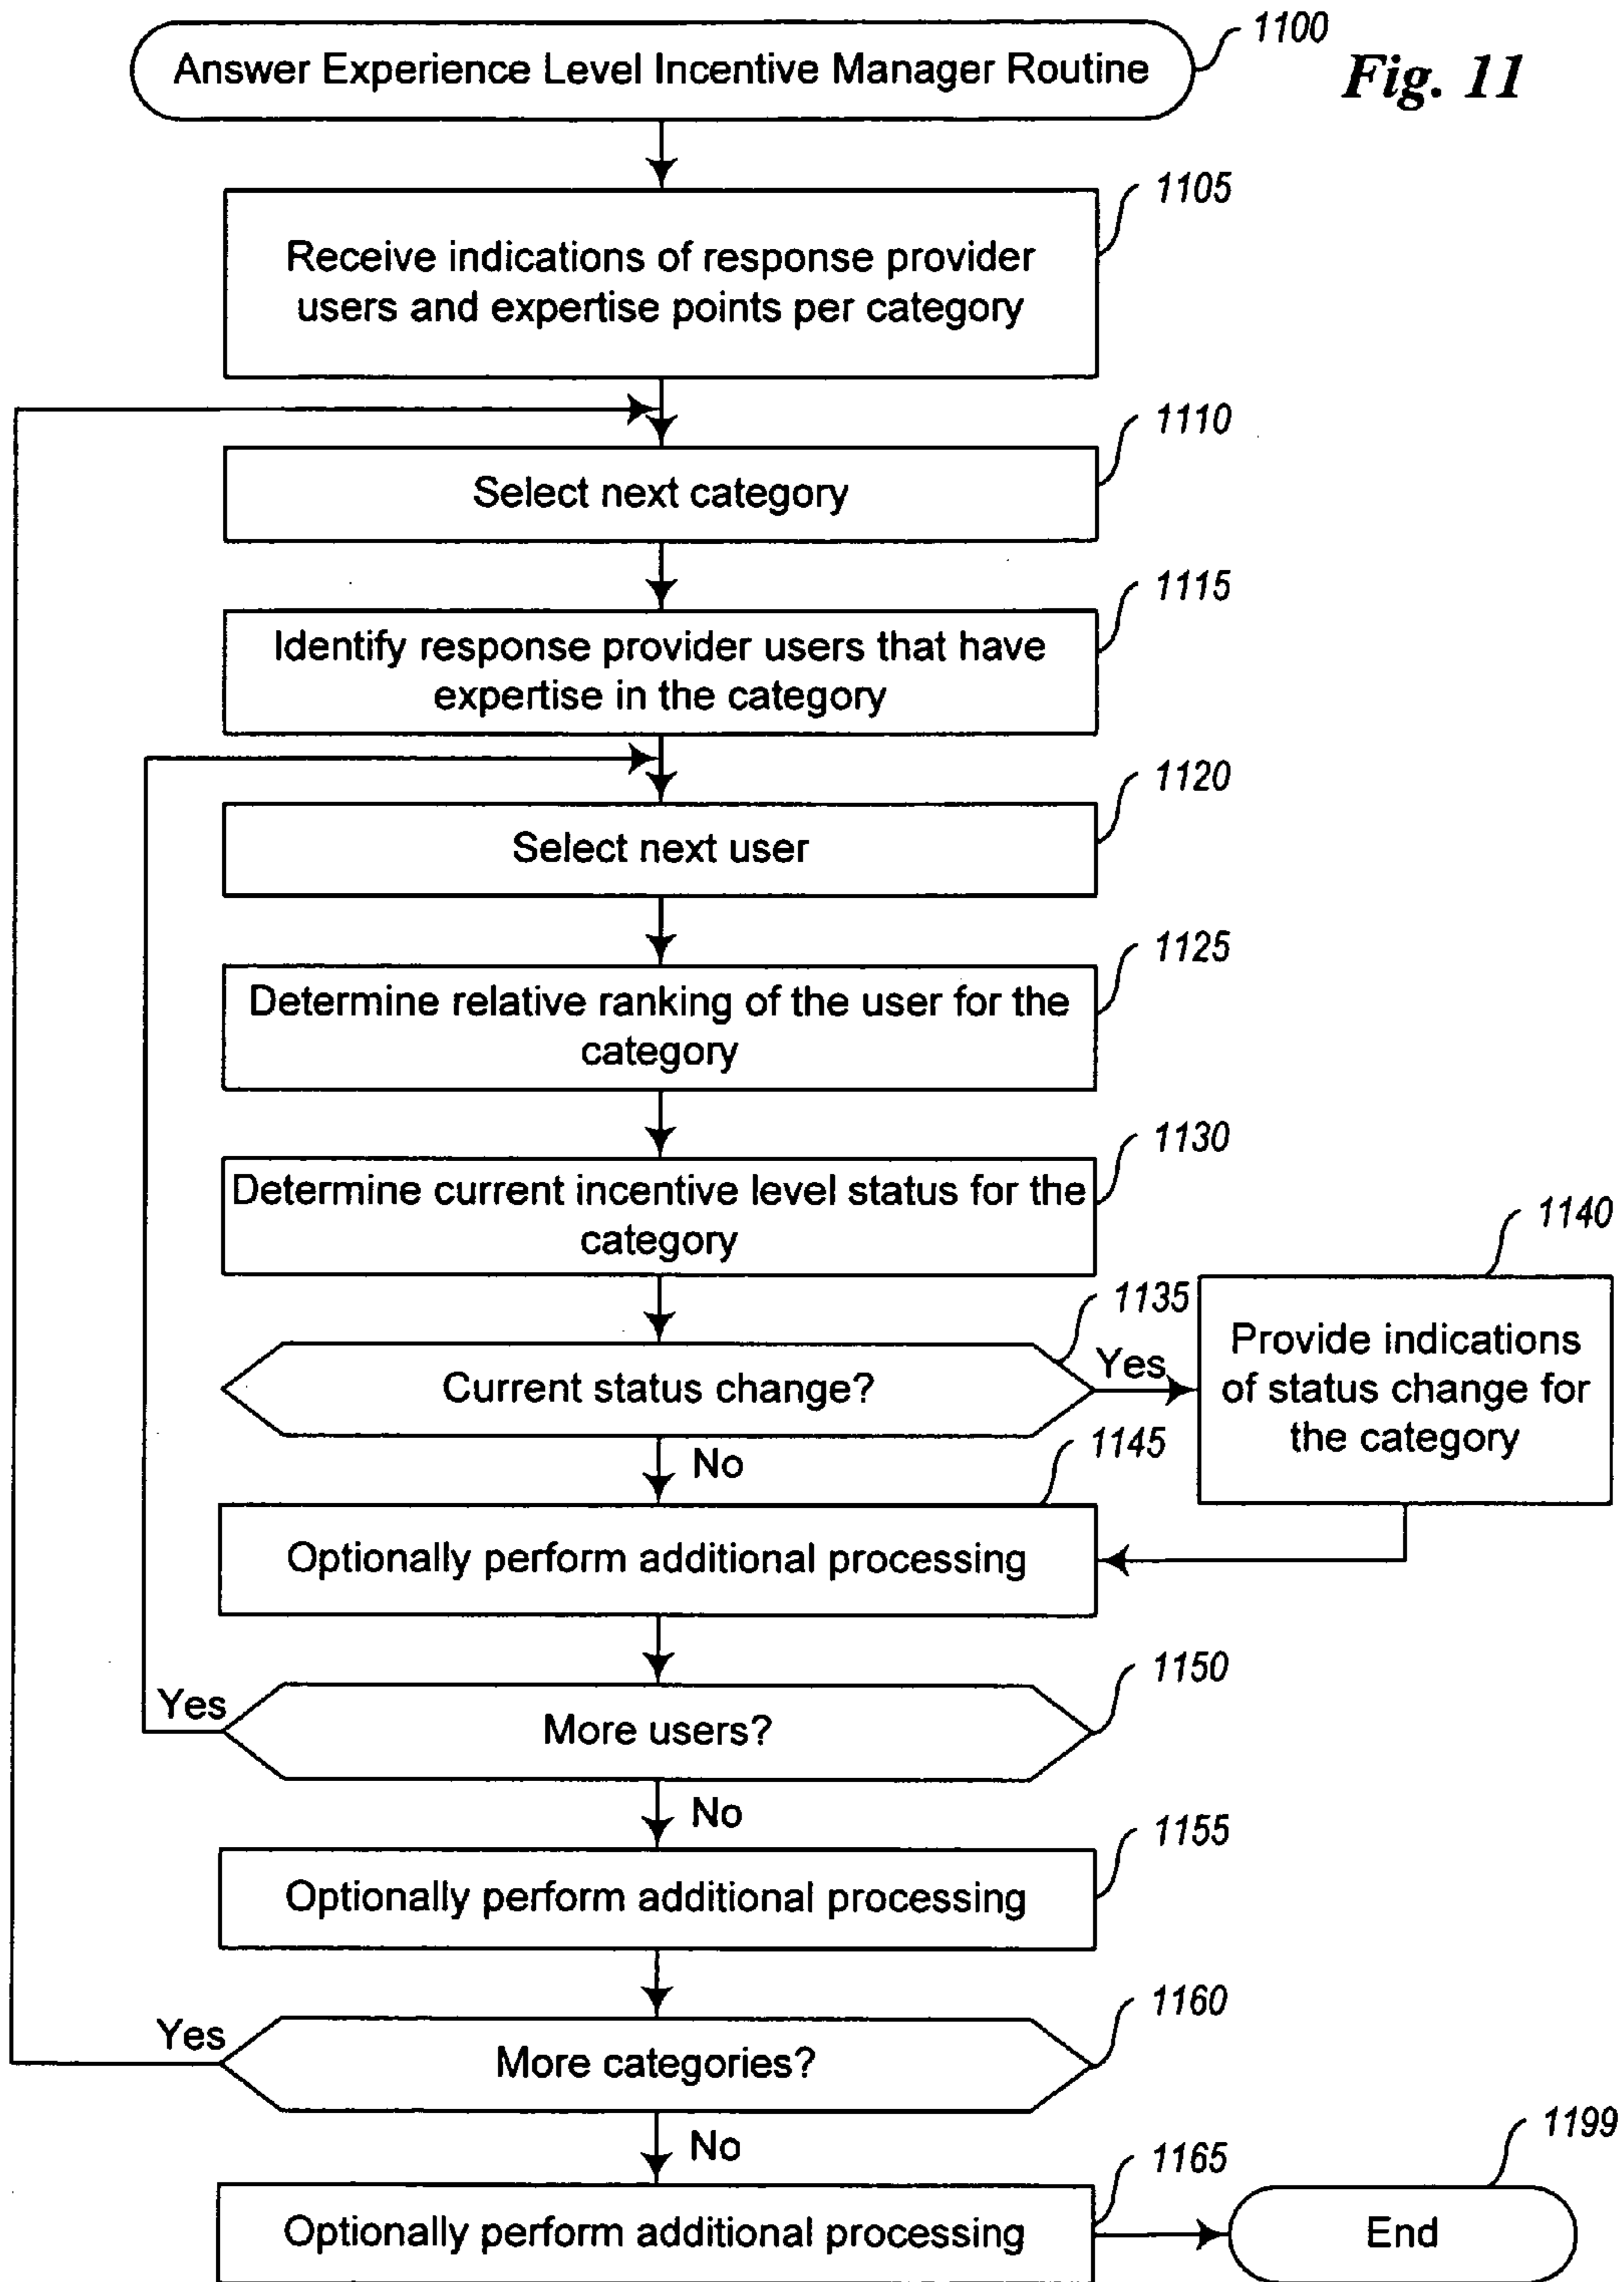 1100
Answer Experience Level Incentive Manager Routine
Fig. 11
1105
Receive indications of response provider
users and expertise points per category
1110
Select next category
1115
Identify response provider users that have
expertise in the category
1120
Select next user
1125
Determine relative ranking of the user for the
category
1130
Determine current incentive level status for the
category
1135
Current status change?
Yes
1140
Provide indications
of status change for
the category
No
1145
Optionally perform additional processing
1150
Yes
More users?
No
1155
Optionally perform additional processing
1160
Yes
More categories?
No
1165
Optionally perform additional processing
1199
End